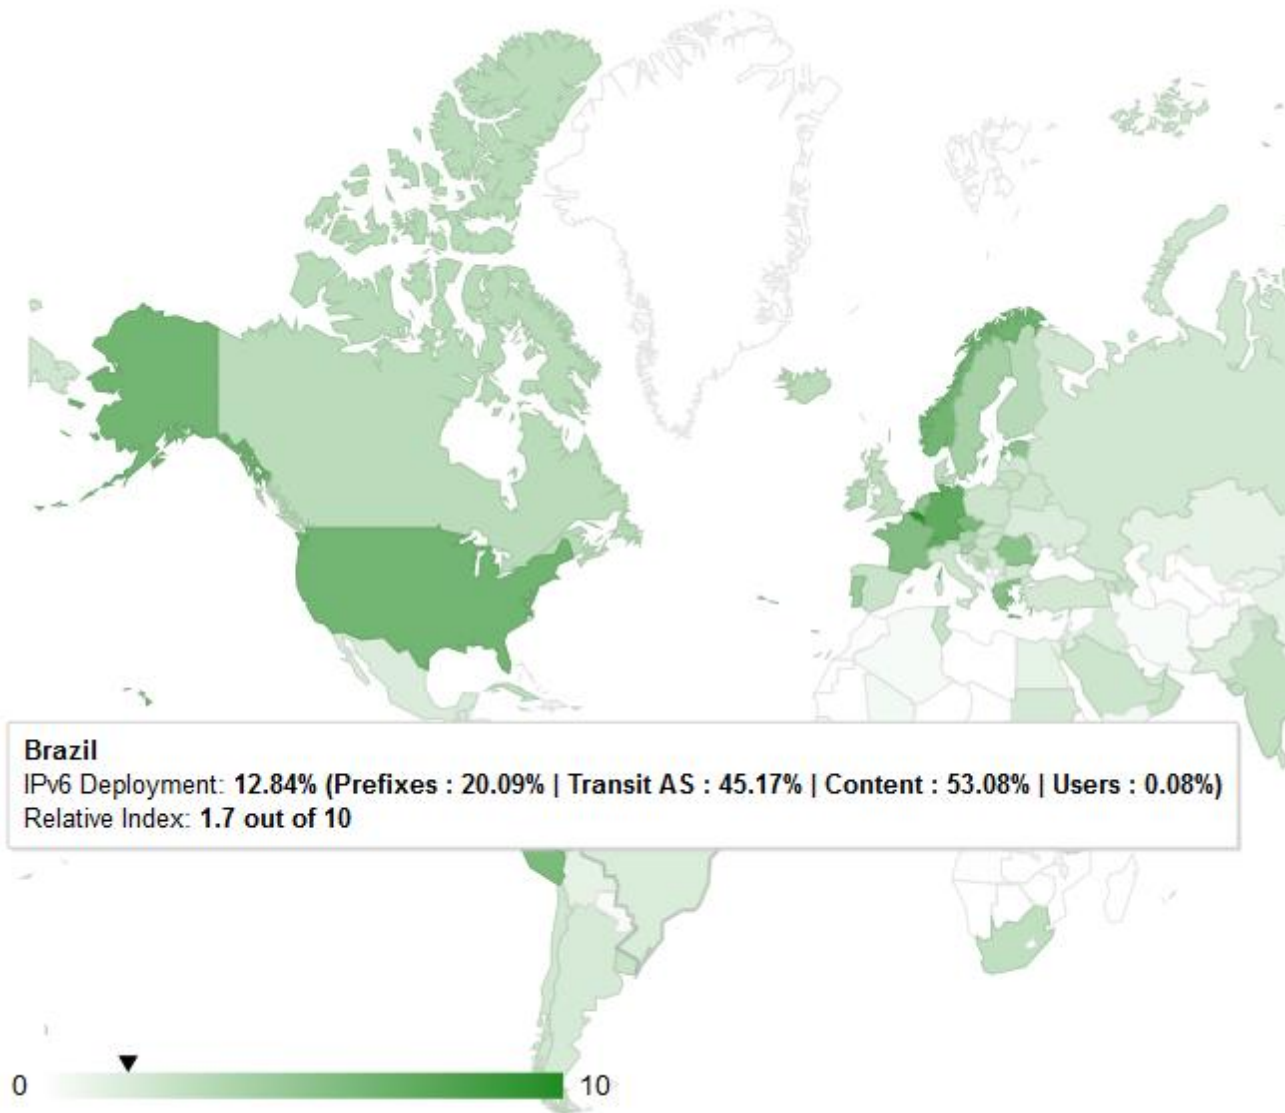 Brazil
IPv6 Deployment: 12.84% (Prefixes : 20.09% | Transit AS : 45.17% | Content : 53.08% | Users : 0.08%)
Relative Index: 1.7 out of 10
0 10